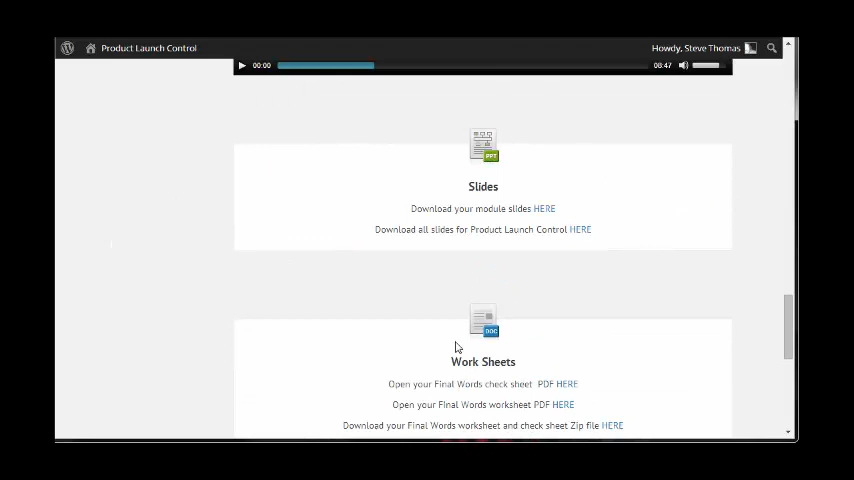 Product Launch Control
Howdy, Steve Thomas
00:00
08:47
PPT
Slides
Download your module slides HERE
Download all slides for Product Launch Control HERE
DOC
Work Sheets
Open your Final Words check sheet PDF HERE
Open your Final Words worksheet PDF HERE
Download your Final Words worksheet and check sheet Zip file HERE